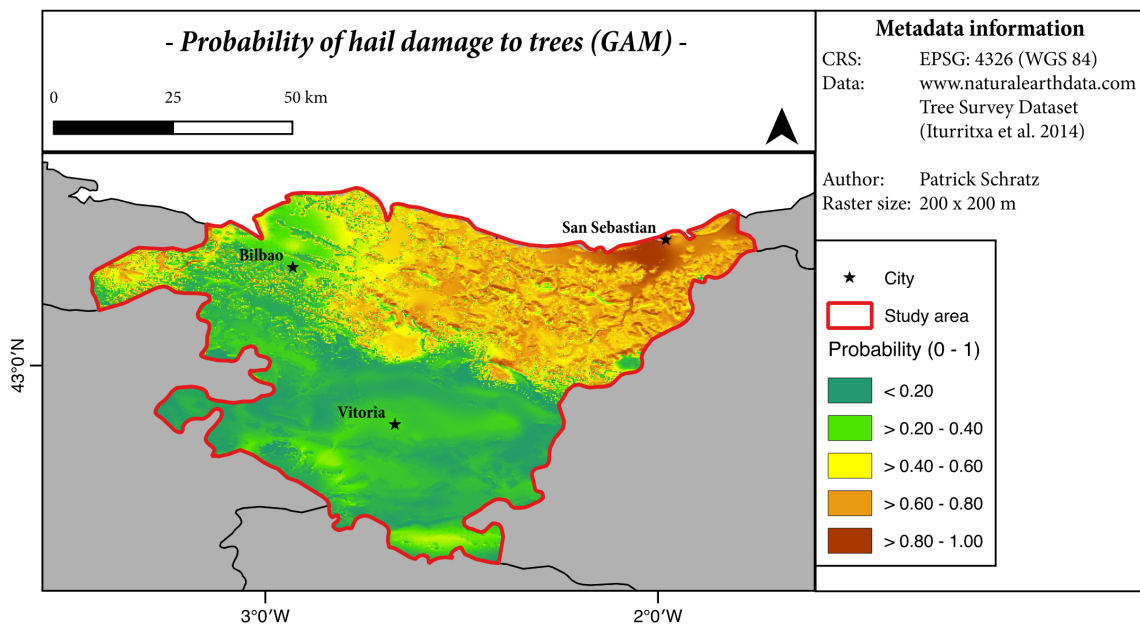 - Probability of hail damage to trees (GAM) -
0 25 50 km
Metadata information
CRS: EPSG: 4326 (WGS 84)
Data: www.naturalearthdata.com
Tree Survey Dataset
(Iturritxa et al. 2014)
Author: Patrick Schratz
Raster size: 200 x 200 m
San Sebastian
Bilbao
Vitoria
43°0′N
3°0′W 2°0′W
City
Study area
Probability (0 - 1)
< 0.20
> 0.20 - 0.40
> 0.40 - 0.60
> 0.60 - 0.80
> 0.80 - 1.00